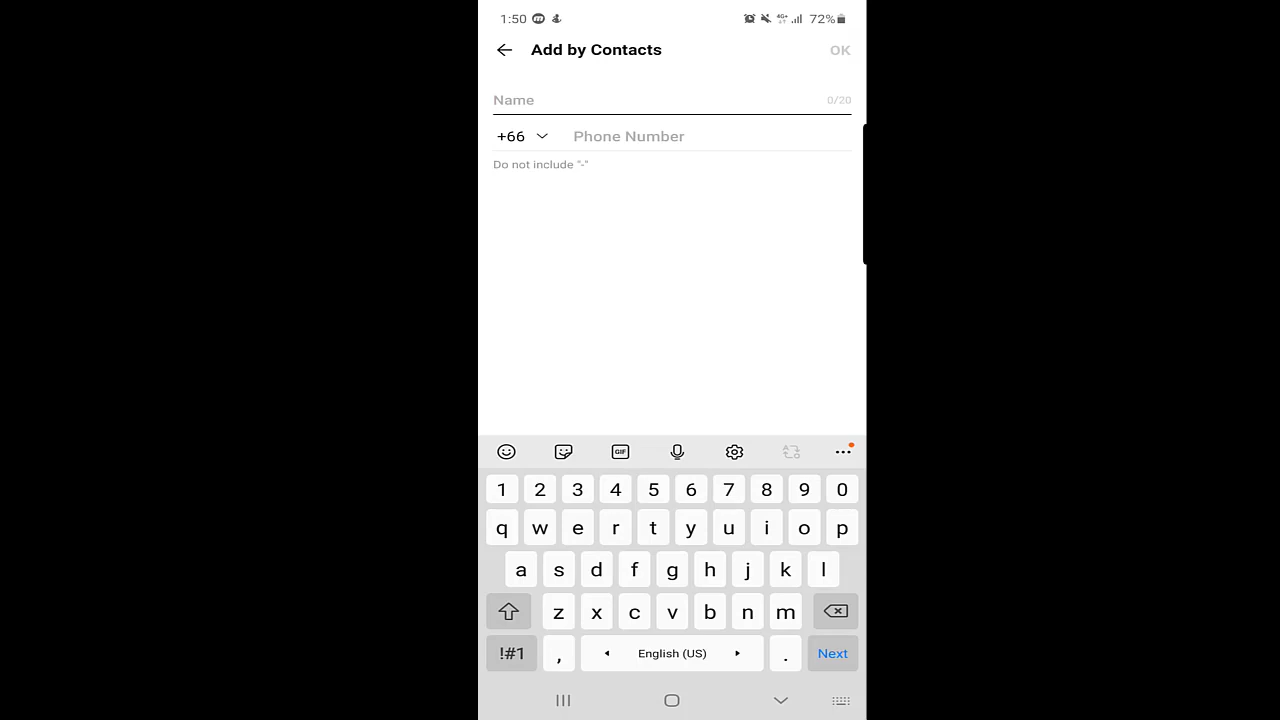 1:50 4G+ 72%
Add by Contacts OK
Name 0/20
+66 Phone Number
Do not include "-"
GIF
1 2 3 4 5 6 7 8 9 0
q w e r t y u i o p
a s d f g h j k l
z x c v b n m
!#1 , English (US) . Next